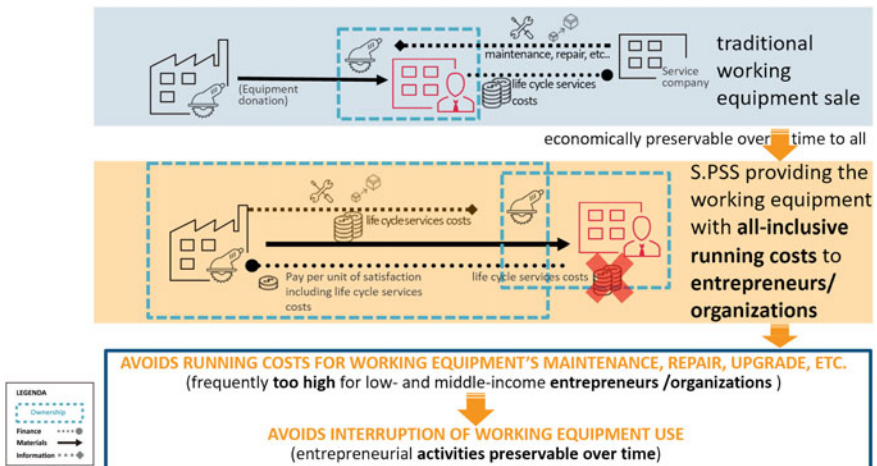 maintenance, repair, etc..
(Equipment
donation)
life cycle services
costs
Service
company
traditional
working
equipment sale
economically preservable over time to all
S.PSS providing the
working equipment
with all-inclusive
running costs to
entrepreneurs/
organizations
life cycle services costs
Pay per unit of satisfaction
including life cycle services
costs
life cycle services costs
AVOIDS RUNNING COSTS FOR WORKING EQUIPMENT'S MAINTENANCE, REPAIR, UPGRADE, ETC.
(frequently too high for low- and middle-income entrepreneurs /organizations )
AVOIDS INTERRUPTION OF WORKING EQUIPMENT USE
(entrepreneurial activities preservable over time)
LEGENDA
Ownership
Finance
Materials
Information